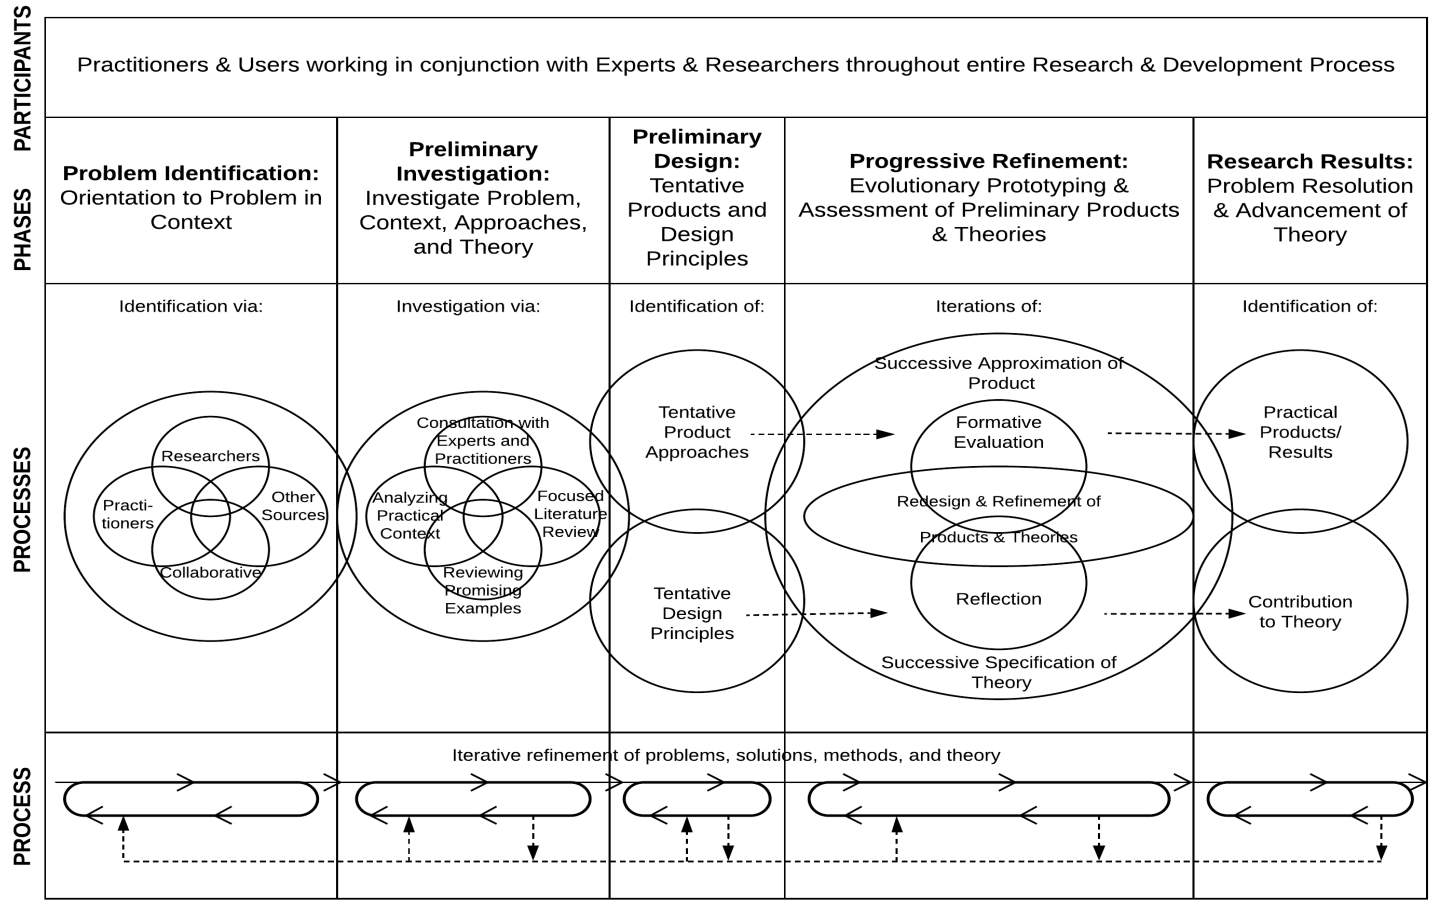 PARTICIPANTS
Practitioners & Users working in conjunction with Experts & Researchers throughout entire Research & Development Process
PHASES
Problem Identification:
Orientation to Problem in
Context
Preliminary
Investigation:
Investigate Problem,
Context, Approaches,
and Theory
Preliminary
Design:
Tentative
Products and
Design
Principles
Progressive Refinement:
Evolutionary Prototyping &
Assessment of Preliminary Products
& Theories
Research Results:
Problem Resolution
& Advancement of
Theory
PROCESSES
Identification via:
Researchers
Practi-
tioners
Other
Sources
Collaborative
Investigation via:
Consultation with
Experts and
Practitioners
Analyzing
Practical
Context
Focused
Literature
Review
Reviewing
Promising
Examples
Identification of:
Tentative
Product
Approaches
Tentative
Design
Principles
Iterations of:
Successive Approximation of
Product
Formative
Evaluation
Redesign & Refinement of
Products & Theories
Reflection
Successive Specification of
Theory
Identification of:
Practical
Products/
Results
Contribution
to Theory
PROCESS
Iterative refinement of problems, solutions, methods, and theory